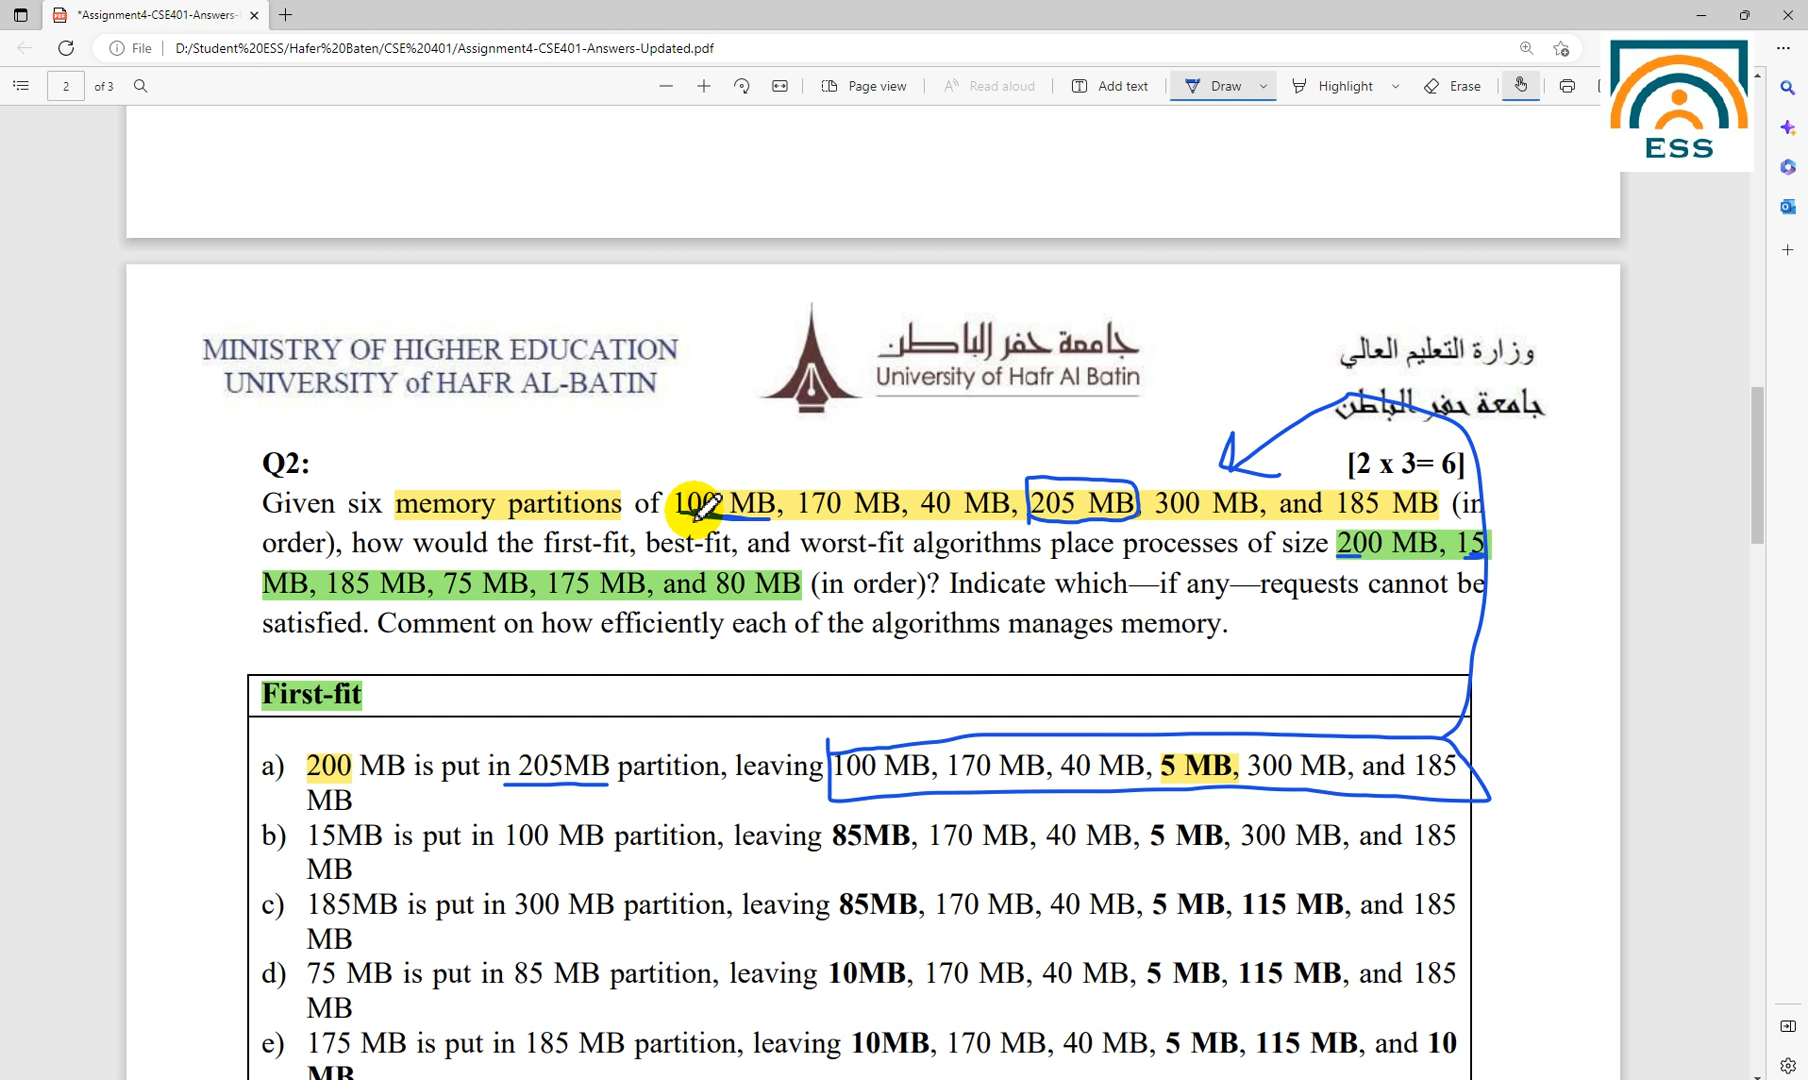 *Assignment4-CSE401-Answers-
File
D:/Student%20ESS/Hafer%20Baten/CSE%20401/Assignment4-CSE401-Answers-Updated.pdf
2 of 3
Page view
Read aloud
Add text
Draw
Highlight
Erase
ESS
MINISTRY OF HIGHER EDUCATION
UNIVERSITY of HAFR AL-BATIN
جامعة حفر الباطن
University of Hafr Al Batin
وزارة التعليم العالي
جامعة حفر الباطن
Q2: [2 x 3= 6]
Given six memory partitions of 100 MB, 170 MB, 40 MB, 205 MB, 300 MB, and 185 MB (in
order), how would the first-fit, best-fit, and worst-fit algorithms place processes of size 200 MB, 15
MB, 185 MB, 75 MB, 175 MB, and 80 MB (in order)? Indicate which—if any—requests cannot be
satisfied. Comment on how efficiently each of the algorithms manages memory.
First-fit
a) 200 MB is put in 205MB partition, leaving 100 MB, 170 MB, 40 MB, 5 MB, 300 MB, and 185
MB
b) 15MB is put in 100 MB partition, leaving 85MB, 170 MB, 40 MB, 5 MB, 300 MB, and 185
MB
c) 185MB is put in 300 MB partition, leaving 85MB, 170 MB, 40 MB, 5 MB, 115 MB, and 185
MB
d) 75 MB is put in 85 MB partition, leaving 10MB, 170 MB, 40 MB, 5 MB, 115 MB, and 185
MB
e) 175 MB is put in 185 MB partition, leaving 10MB, 170 MB, 40 MB, 5 MB, 115 MB, and 10
MB